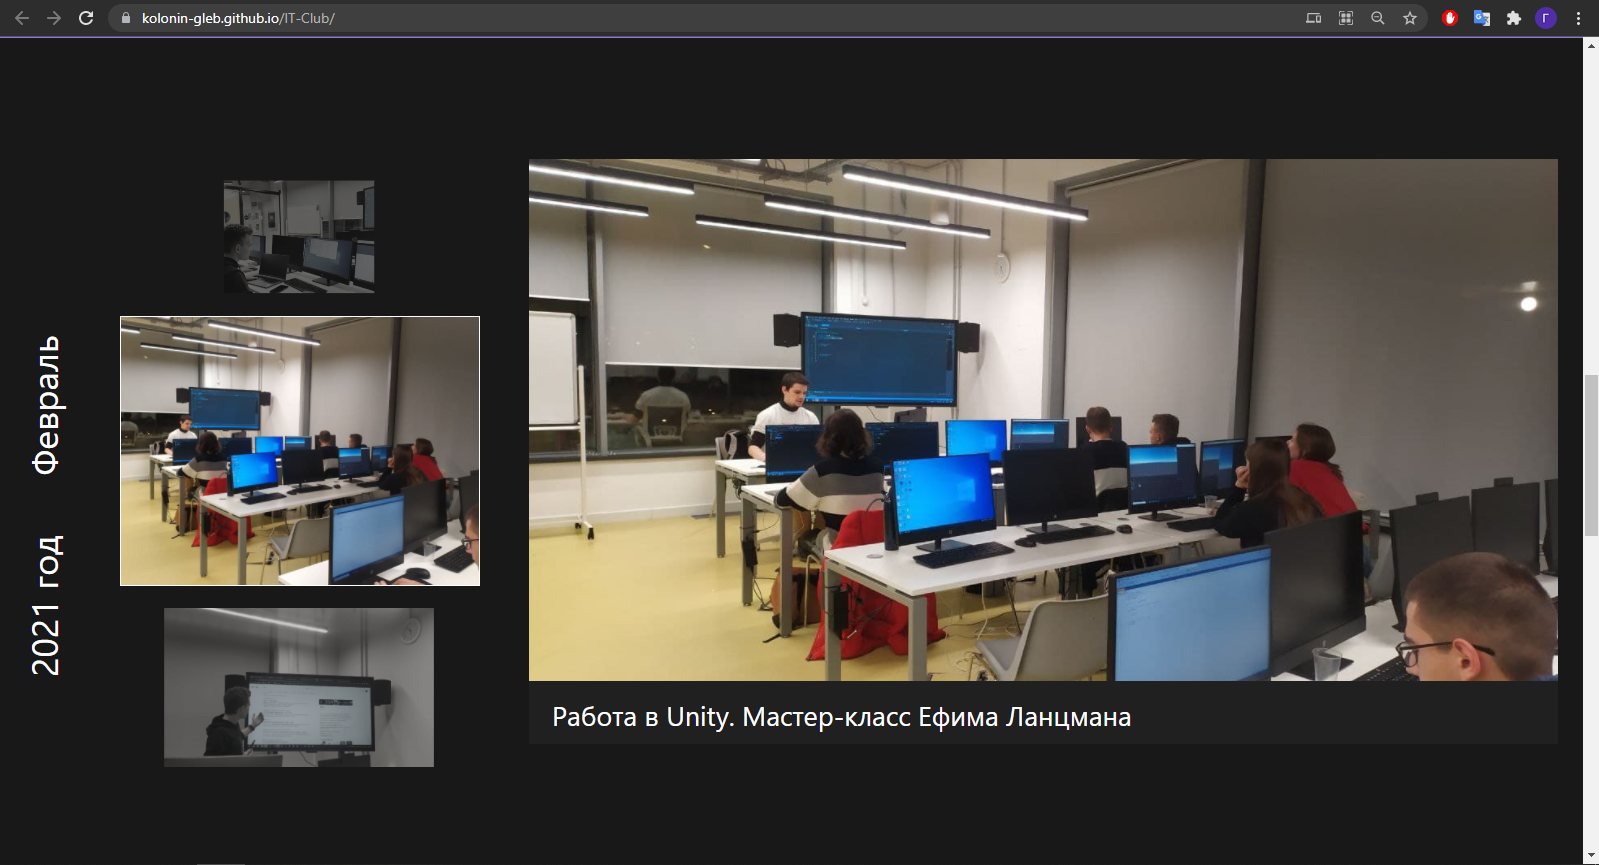 kolonin-gleb.github.io/IT-Club/
Г
2021 год Февраль
Работа в Unity. Мастер-класс Ефима Ланцмана